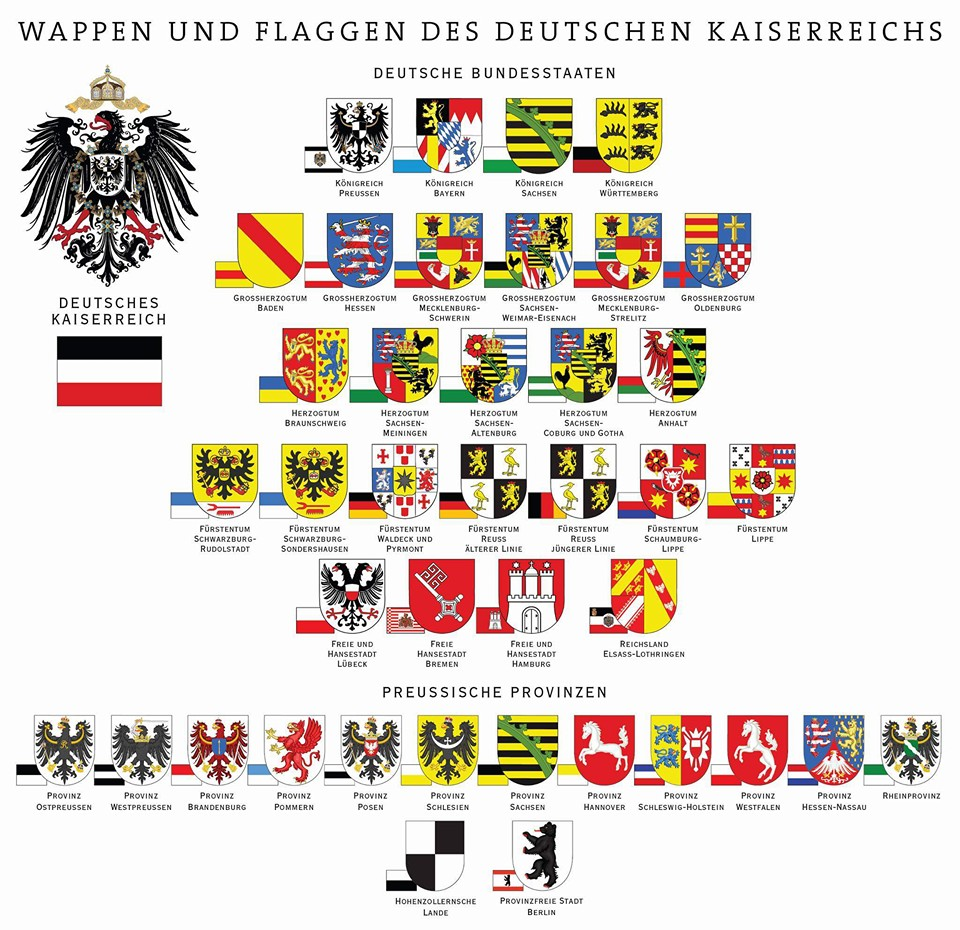 WAPPEN UND FLAGGEN DES DEUTSCHEN KAISERREICHS
DEUTSCHE BUNDESSTAATEN
DEUTSCHES
KAISERREICH
KÖNIGREICH
PREUSSEN
KÖNIGREICH
BAYERN
KÖNIGREICH
SACHSEN
KÖNIGREICH
WÜRTTEMBERG
GROSSHERZOGTUM
BADEN
GROSSHERZOGTUM
HESSEN
GROSSHERZOGTUM
MECKLENBURG-
SCHWERIN
GROSSHERZOGTUM
SACHSEN-
WEIMAR-EISENACH
GROSSHERZOGTUM
MECKLENBURG-
STRELITZ
GROSSHERZOGTUM
OLDENBURG
HERZOGTUM
BRAUNSCHWEIG
HERZOGTUM
SACHSEN-
MEININGEN
HERZOGTUM
SACHSEN-
ALTENBURG
HERZOGTUM
SACHSEN-
COBURG UND GOTHA
HERZOGTUM
ANHALT
FÜRSTENTUM
SCHWARZBURG-
RUDOLSTADT
FÜRSTENTUM
SCHWARZBURG-
SONDERSHAUSEN
FÜRSTENTUM
WALDECK UND
PYRMONT
FÜRSTENTUM
REUSS
ÄLTERER LINIE
FÜRSTENTUM
REUSS
JÜNGERER LINIE
FÜRSTENTUM
SCHAUMBURG-
LIPPE
FÜRSTENTUM
LIPPE
FREIE UND
HANSESTADT
LÜBECK
FREIE
HANSESTADT
BREMEN
FREIE UND
HANSESTADT
HAMBURG
REICHSLAND
ELSASS-LOTHRINGEN
PREUSSISCHE PROVINZEN
PROVINZ
OSTPREUSSEN
PROVINZ
WESTPREUSSEN
PROVINZ
BRANDENBURG
PROVINZ
POMMERN
PROVINZ
POSEN
PROVINZ
SCHLESIEN
PROVINZ
SACHSEN
PROVINZ
HANNOVER
PROVINZ
SCHLESWIG-HOLSTEIN
PROVINZ
WESTFALEN
PROVINZ
HESSEN-NASSAU
RHEINPROVINZ
HOHENZOLLERNSCHE
LANDE
PROVINZFREIE STADT
BERLIN